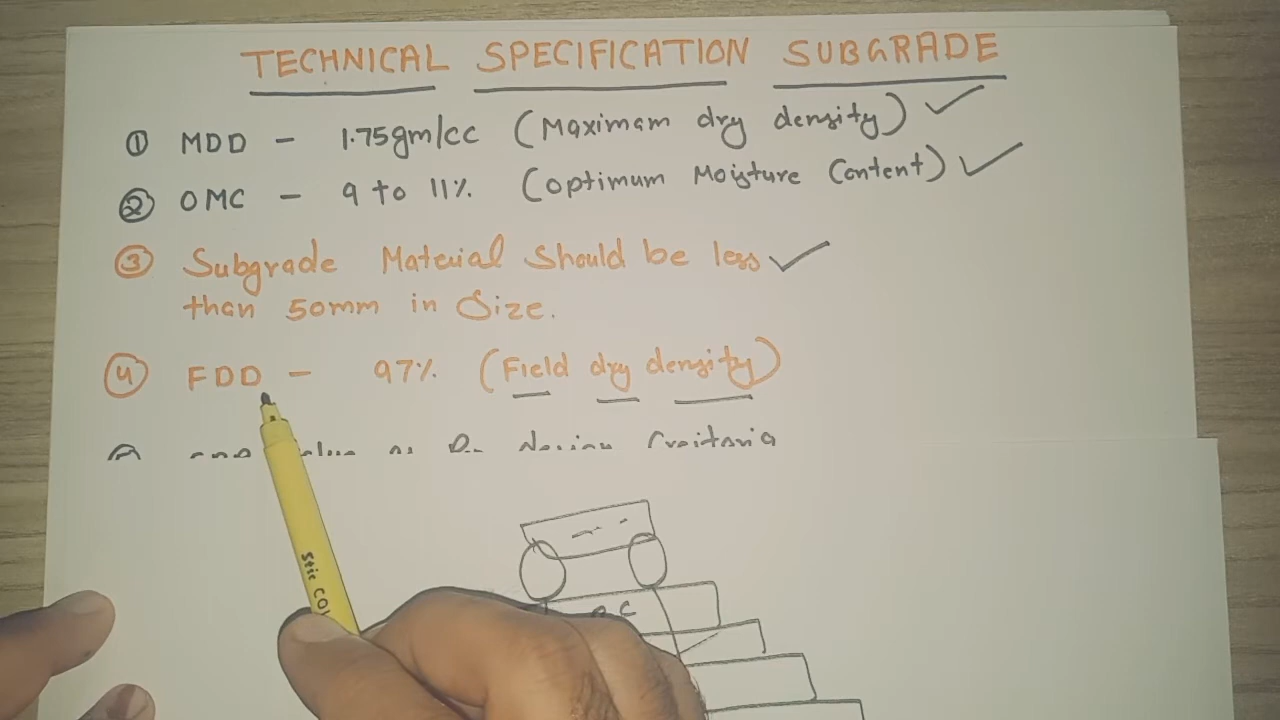 TECHNICAL SPECIFICATION SUBGRADE
① MDD - 1.75gm/cc (Maximam dry density) ✓
② OMC - 9 to 11% (Optimum Moisture Content) ✓
③ Subgrade Material Should be less ✓
than 50mm in Size.
④ FDD - 97% (Field dry density)
Stic